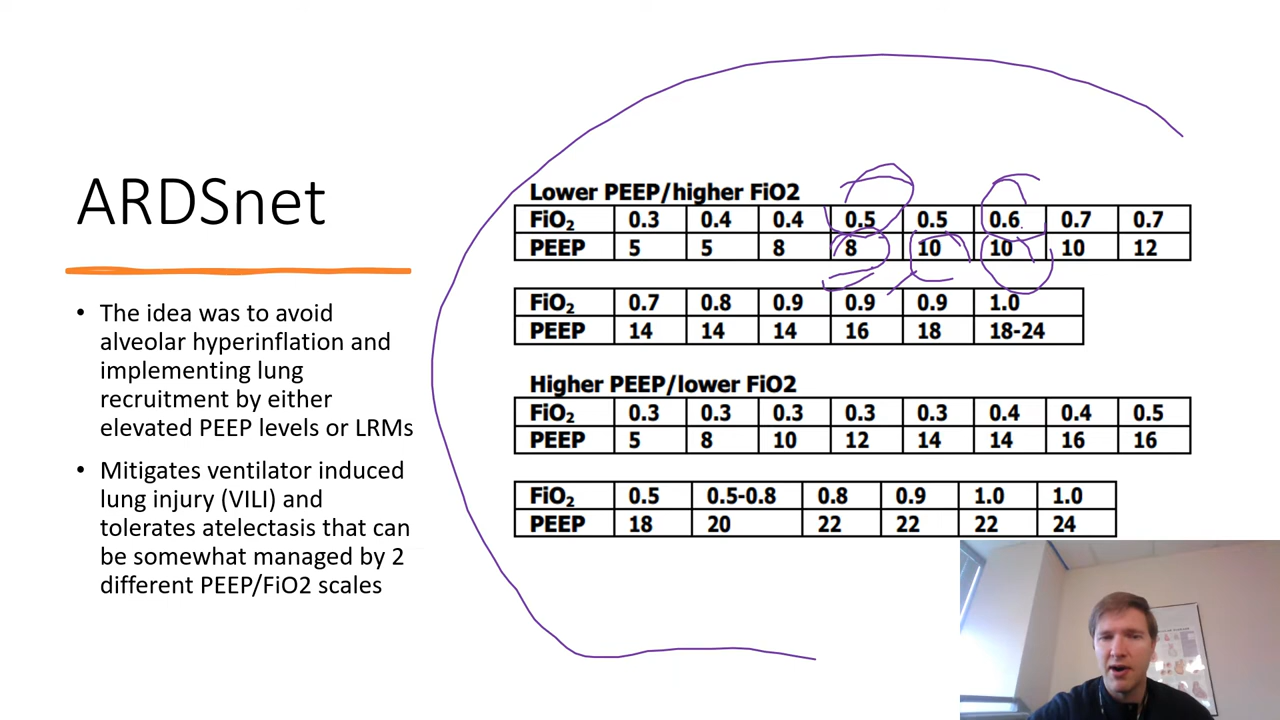 ARDSnet
• The idea was to avoid
alveolar hyperinflation and
implementing lung
recruitment by either
elevated PEEP levels or LRMs
• Mitigates ventilator induced
lung injury (VILI) and
tolerates atelectasis that can
be somewhat managed by 2
different PEEP/FiO2 scales
Lower PEEP/higher FiO2
FiO₂ 0.3 0.4 0.4 0.5 0.5 0.6 0.7 0.7
PEEP 5 5 8 8 10 10 10 12
FiO₂ 0.7 0.8 0.9 0.9 0.9 1.0
PEEP 14 14 14 16 18 18-24
Higher PEEP/lower FiO2
FiO₂ 0.3 0.3 0.3 0.3 0.3 0.4 0.4 0.5
PEEP 5 8 10 12 14 14 16 16
FiO₂ 0.5 0.5-0.8 0.8 0.9 1.0 1.0
PEEP 18 20 22 22 22 24